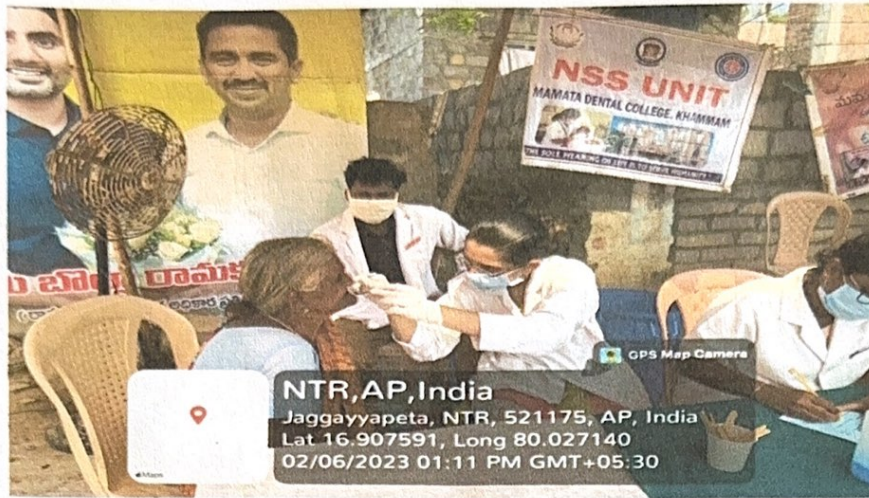 NSS UNIT
MAMATA DENTAL COLLEGE, KHAMMAM
THE SOLE MEANING OF LIFE IS TO SERVE HUMANITY
GPS Map Camera
NTR,AP,India
Jaggayyapeta, NTR, 521175, AP, India
Lat 16.907591, Long 80.027140
02/06/2023 01:11 PM GMT+05:30
Maps